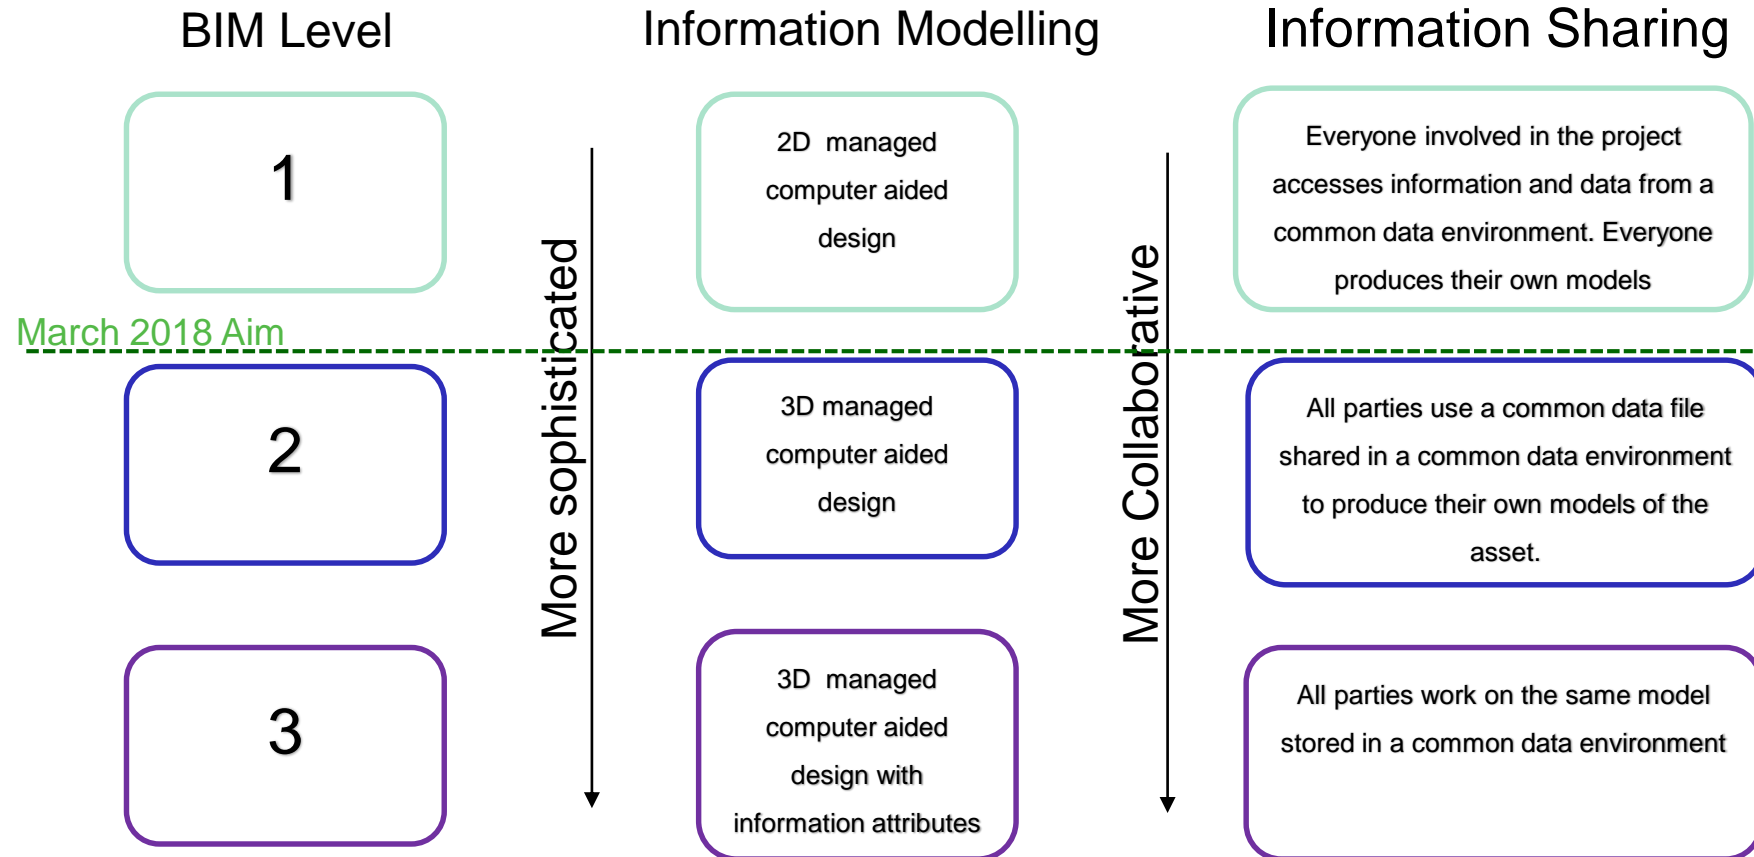 BIM Level
Information Modelling
Information Sharing
1
2D managed
computer aided
design
Everyone involved in the project
accesses information and data from a
common data environment. Everyone
produces their own models
More sophisticated
More Collaborative
March 2018 Aim
2
3D managed
computer aided
design
All parties use a common data file
shared in a common data environment
to produce their own models of the
asset.
3
3D managed
computer aided
design with
information attributes
All parties work on the same model
stored in a common data environment